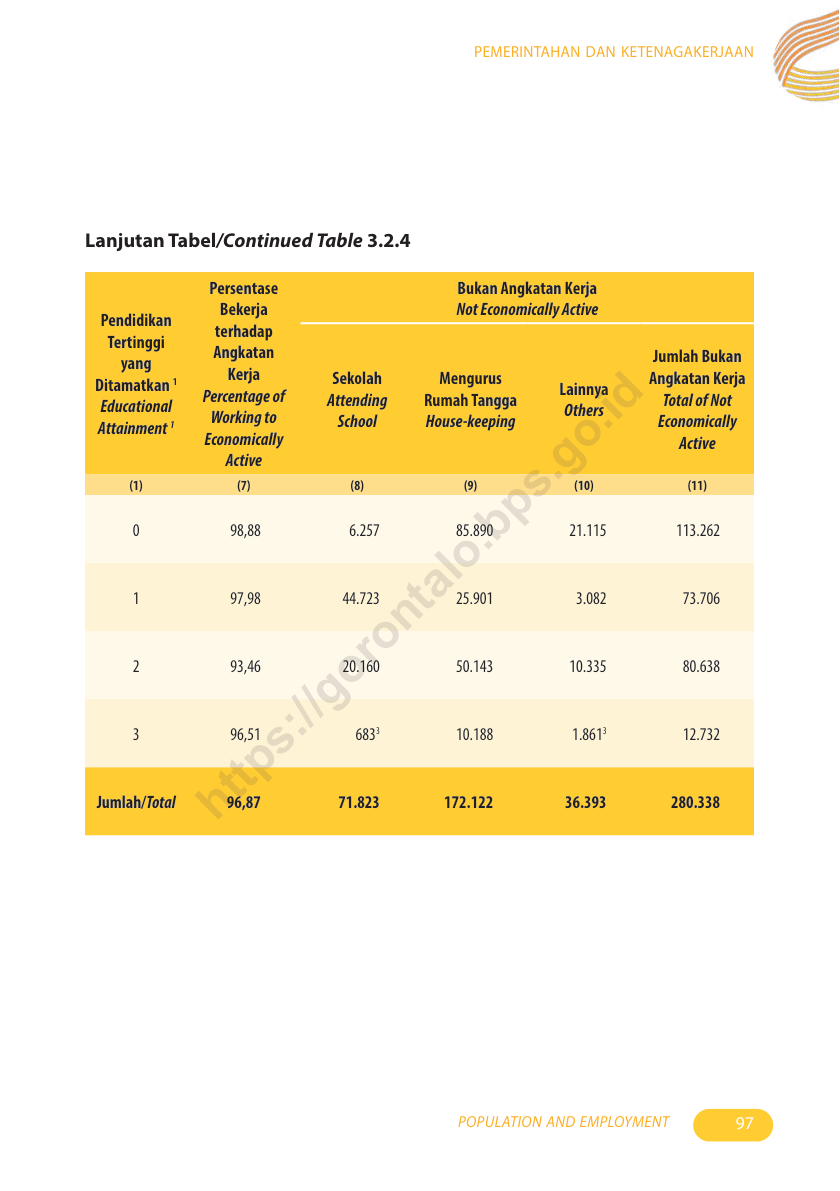 PEMERINTAHAN DAN KETENAGAKERJAAN
Lanjutan Tabel/Continued Table 3.2.4
Pendidikan
Tertinggi
yang
Ditamatkan 1
Educational
Attainment 1
Persentase
Bekerja
terhadap
Angkatan
Kerja
Percentage of
Working to
Economically
Active
Bukan Angkatan Kerja
Not Economically Active
Sekolah
Attending
School
Mengurus
Rumah Tangga
House-keeping
Lainnya
Others
Jumlah Bukan
Angkatan Kerja
Total of Not
Economically
Active
(1) (7) (8) (9) (10) (11)
0 98,88 6.257 85.890 21.115 113.262
1 97,98 44.723 25.901 3.082 73.706
2 93,46 20.160 50.143 10.335 80.638
3 96,51 683³ 10.188 1.861³ 12.732
Jumlah/Total 96,87 71.823 172.122 36.393 280.338
https://gorontalo.bps.go.id
POPULATION AND EMPLOYMENT 97